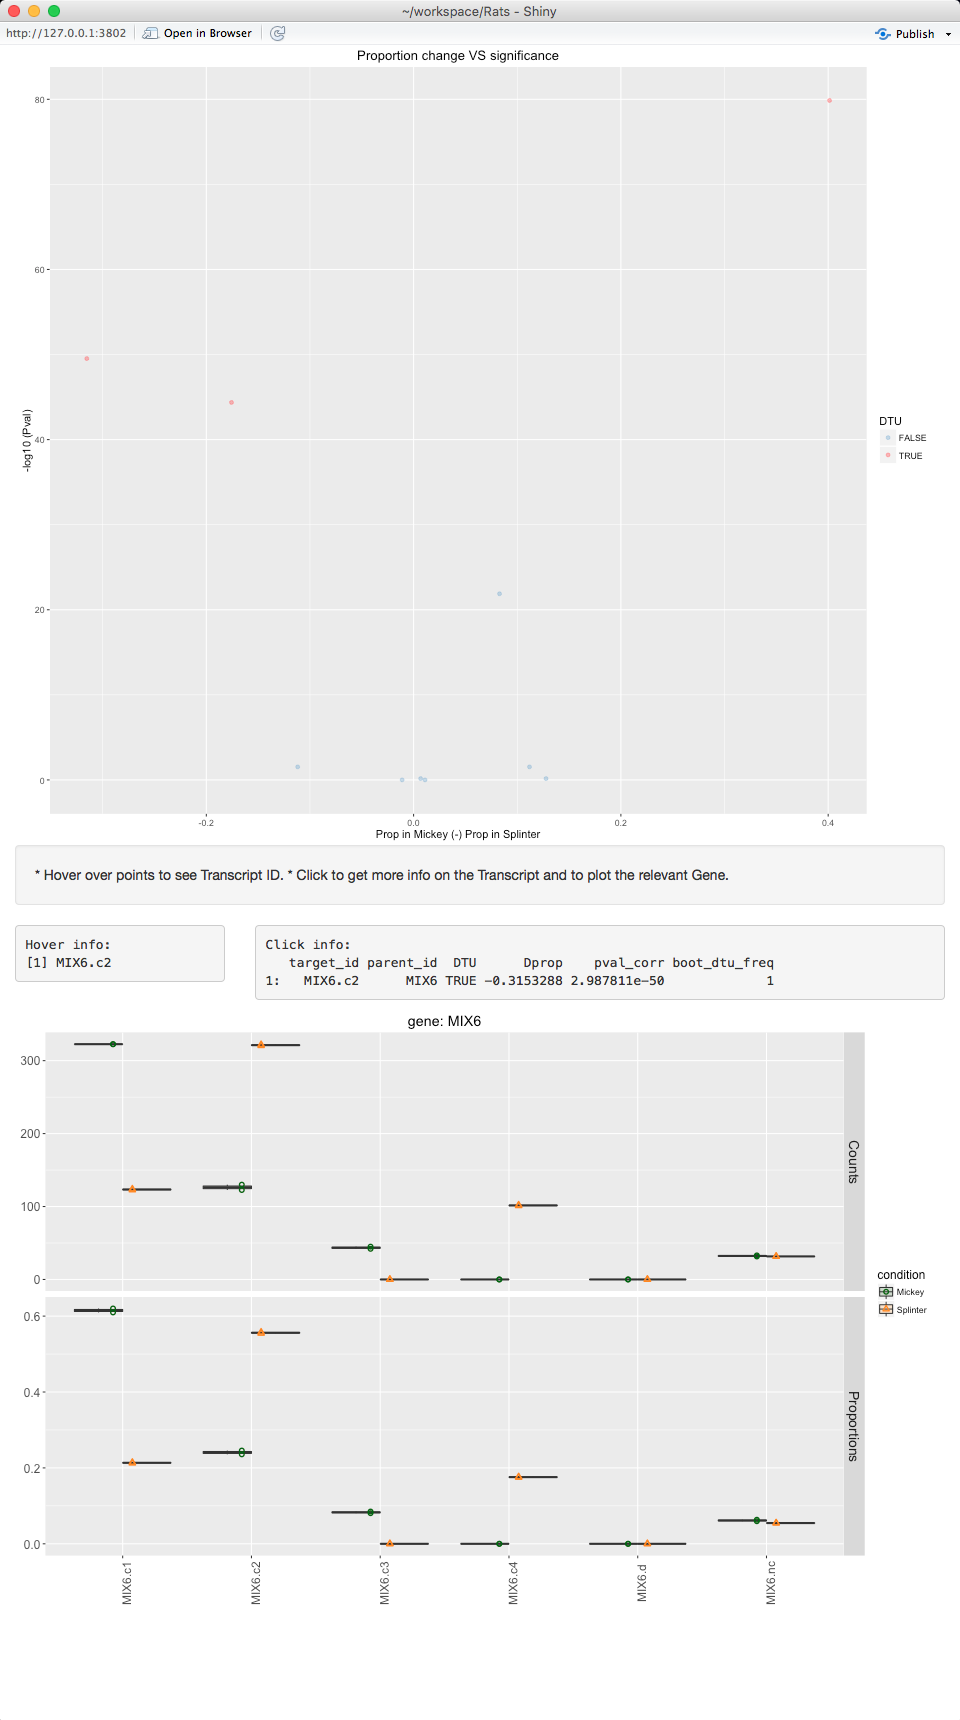 ~/workspace/Rats - Shiny
http://127.0.0.1:3802 Open in Browser Publish
Proportion change VS significance
80
60
40
20
0
-log10 (Pval)
-0.2 0.0 0.2 0.4
Prop in Mickey (-) Prop in Splinter
DTU
FALSE
TRUE
* Hover over points to see Transcript ID. * Click to get more info on the Transcript and to plot the relevant Gene.
Hover info:
[1] MIX6.c2
Click info:
target_id parent_id DTU Dprop pval_corr boot_dtu_freq
1: MIX6.c2 MIX6 TRUE -0.3153288 2.987811e-50 1
gene: MIX6
300
200
100
0
Counts
0.6
0.4
0.2
0.0
Proportions
MIX6.c1
MIX6.c2
MIX6.c3
MIX6.c4
MIX6.d
MIX6.nc
condition
Mickey
Splinter